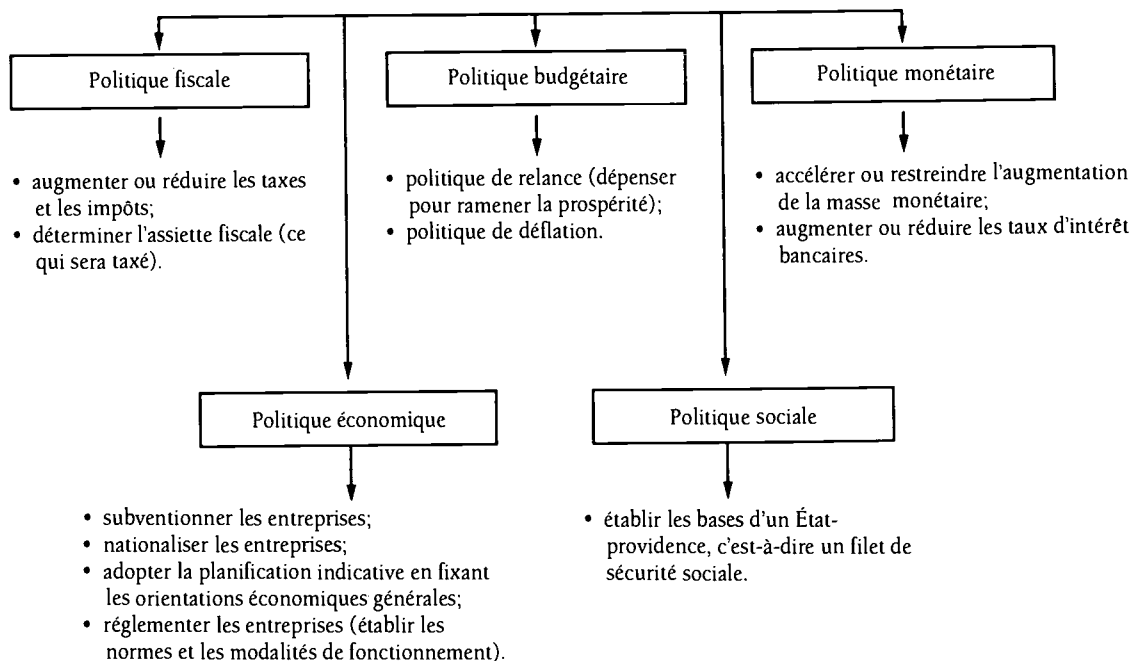 Politique fiscale
• augmenter ou réduire les taxes
et les impôts;
• déterminer l'assiette fiscale (ce
qui sera taxé).
Politique budgétaire
• politique de relance (dépenser
pour ramener la prospérité);
• politique de déflation.
Politique monétaire
• accélérer ou restreindre l'augmentation
de la masse monétaire;
• augmenter ou réduire les taux d'intérêt
bancaires.
Politique économique
• subventionner les entreprises;
• nationaliser les entreprises;
• adopter la planification indicative en fixant
les orientations économiques générales;
• réglementer les entreprises (établir les
normes et les modalités de fonctionnement).
Politique sociale
• établir les bases d'un État-
providence, c'est-à-dire un filet de
sécurité sociale.